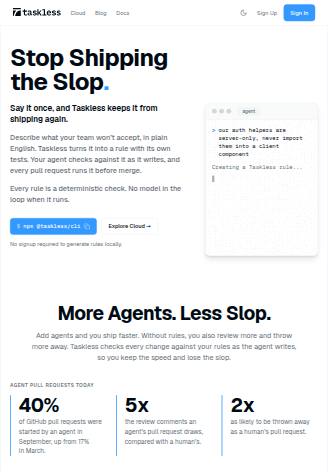 taskless
Cloud Blog Docs
Sign Up Sign In
Stop Shipping
the Slop.
Say it once, and Taskless keeps it from
shipping again.
Describe what your team won't accept, in plain
English. Taskless turns it into a rule with its own
tests. Your agent checks against it as it writes, and
every pull request runs it before merge.
Every rule is a deterministic check. No model in the
loop when it runs.
$ npx @taskless/cli
Explore Cloud →
No signup required to generate rules locally.
agent
> our auth helpers are
server-only, never import
them into a client
component
Creating a Taskless rule...
More Agents. Less Slop.
Add agents and you ship faster. Without rules, you also review more and throw
more away. Taskless checks every change against your rules as the agent writes,
so you keep the speed and lose the slop.
AGENT PULL REQUESTS TODAY
40%
of GitHub pull requests were
started by an agent in
September, up from 17%
in March.
5x
the review comments an
agent's pull request draws,
compared with a human's.
2x
as likely to be thrown away
as a human's pull request.